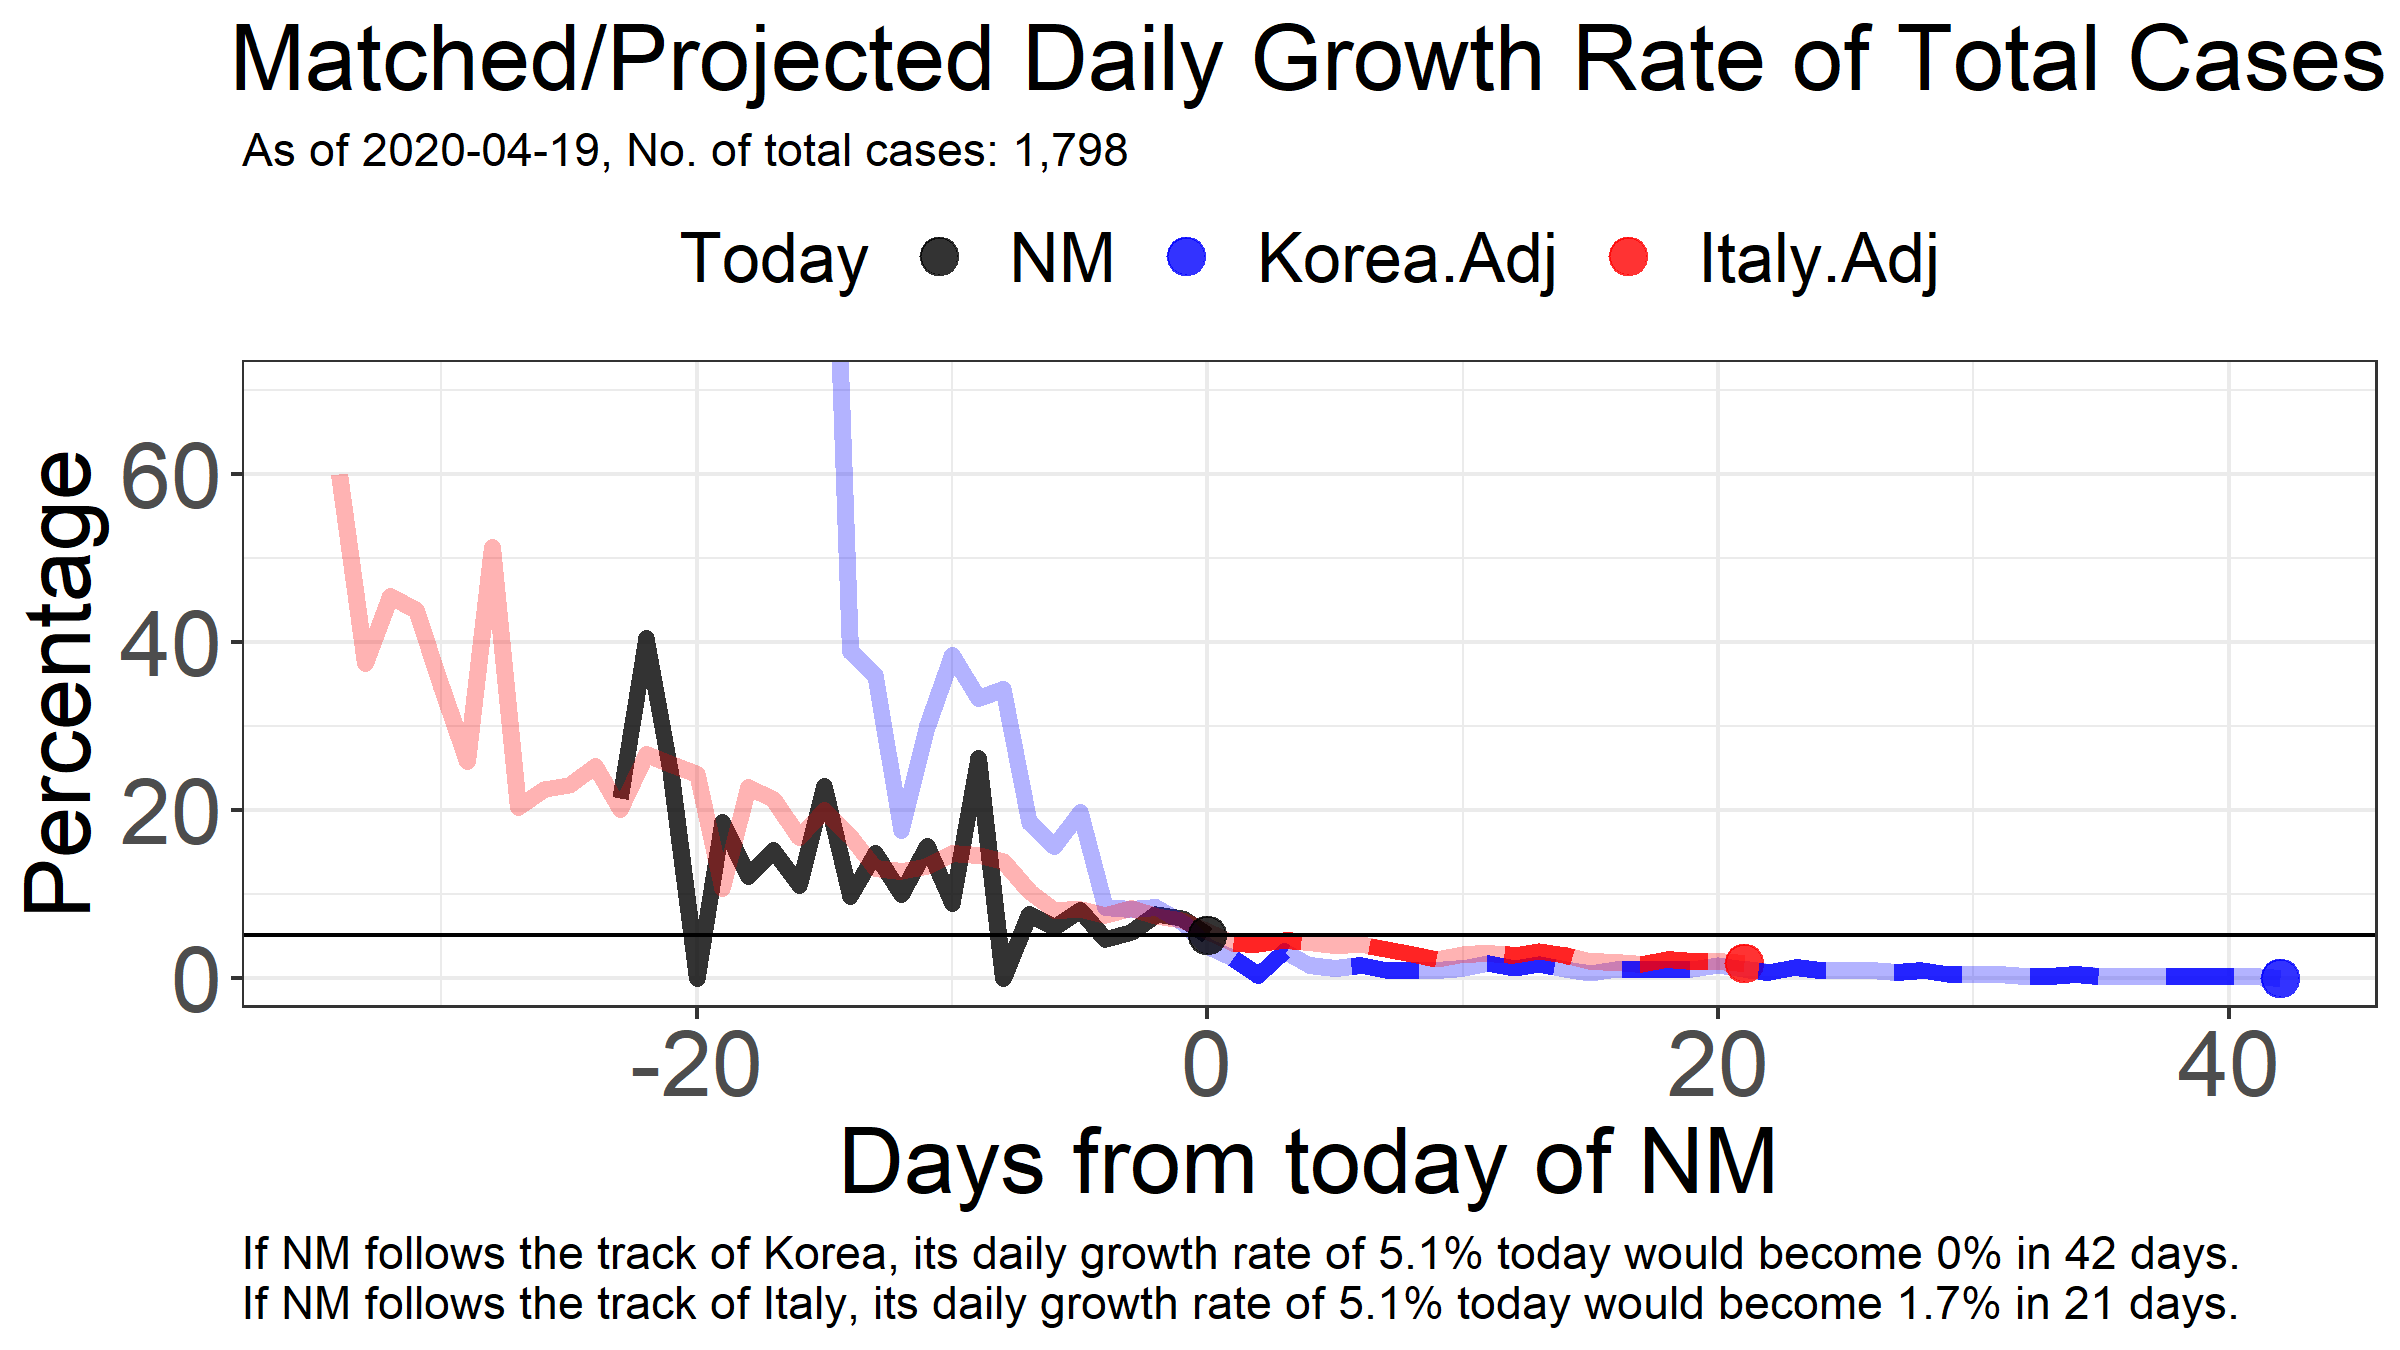 Matched/Projected Daily Growth Rate of Total Cases
As of 2020-04-19, No. of total cases: 1,798
Today NM Korea.Adj Italy.Adj
Percentage
60
40
20
0
-20 0 20 40
Days from today of NM
If NM follows the track of Korea, its daily growth rate of 5.1% today would become 0% in 42 days.
If NM follows the track of Italy, its daily growth rate of 5.1% today would become 1.7% in 21 days.